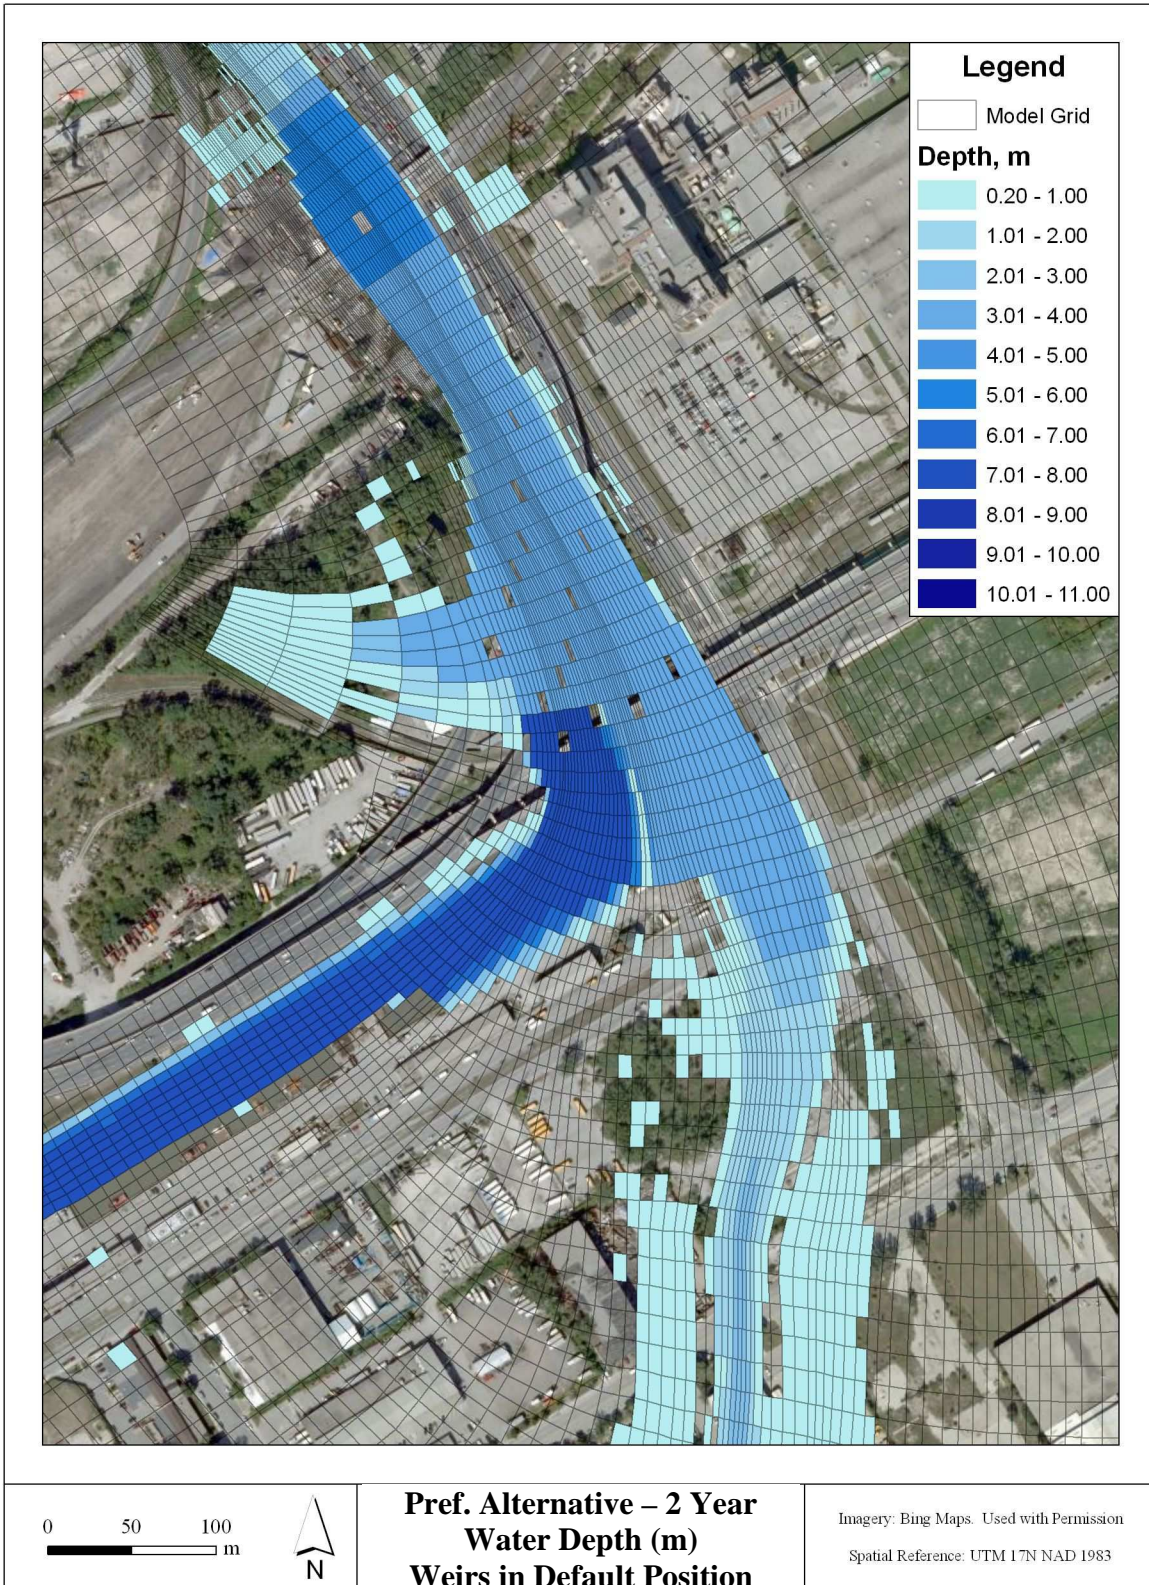 Legend
Model Grid
Depth, m
0.20 - 1.00
1.01 - 2.00
2.01 - 3.00
3.01 - 4.00
4.01 - 5.00
5.01 - 6.00
6.01 - 7.00
7.01 - 8.00
8.01 - 9.00
9.01 - 10.00
10.01 - 11.00
0 50 100
m
N
Pref. Alternative – 2 Year
Water Depth (m)
Weirs in Default Position
Imagery: Bing Maps. Used with Permission
Spatial Reference: UTM 17N NAD 1983